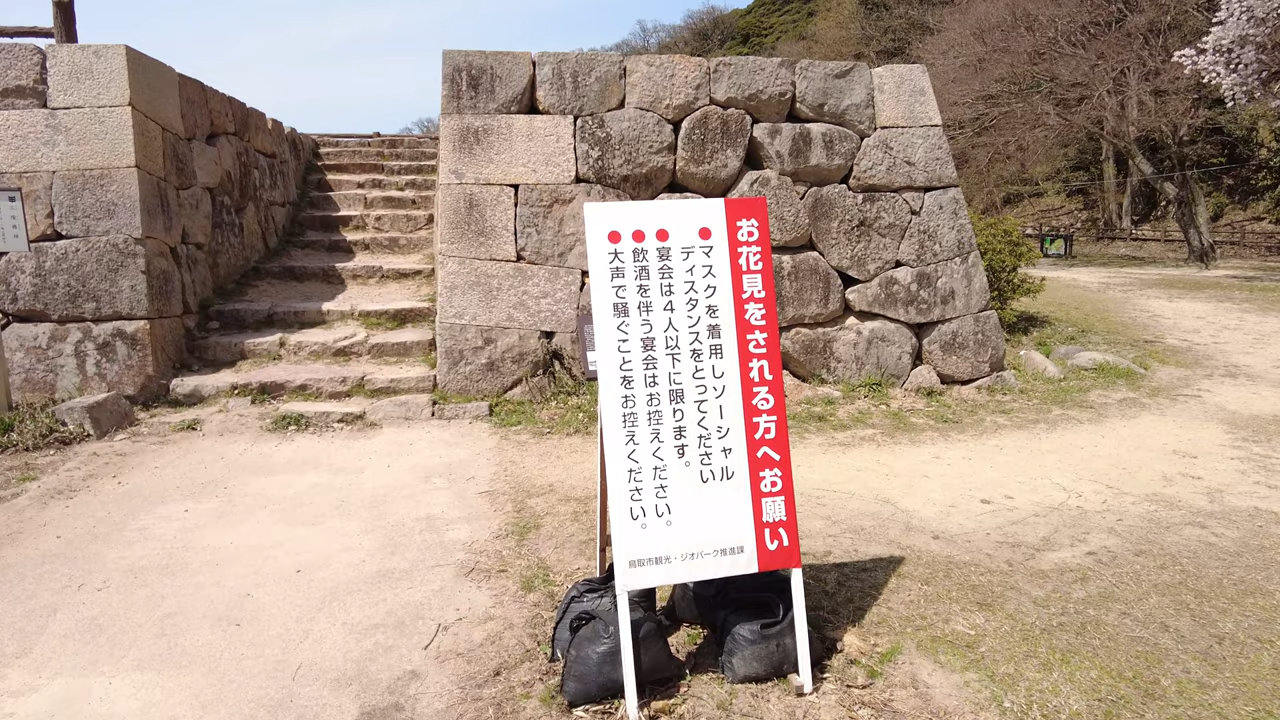 お花見をされる方へお願い
●マスクを着用しソーシャル
ディスタンスをとってください
●宴会は4人以下に限ります。
●飲酒を伴う宴会はお控えください。
●大声で騒ぐことをお控えください。
鳥取市観光・ジオパーク推進課